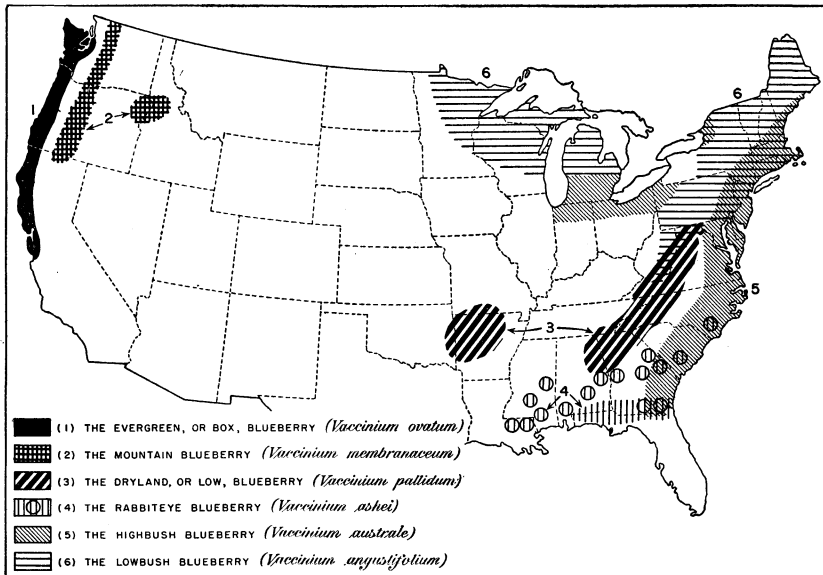 6
6
1
2
5
2
3
4
(1) THE EVERGREEN, OR BOX, BLUEBERRY (Vaccinium ovatum)
(2) THE MOUNTAIN BLUEBERRY (Vaccinium membranaceum)
(3) THE DRYLAND, OR LOW, BLUEBERRY (Vaccinium pallidum)
(4) THE RABBITEYE BLUEBERRY (Vaccinium ashei)
(5) THE HIGHBUSH BLUEBERRY (Vaccinium australe)
(6) THE LOWBUSH BLUEBERRY (Vaccinium angustifolium)